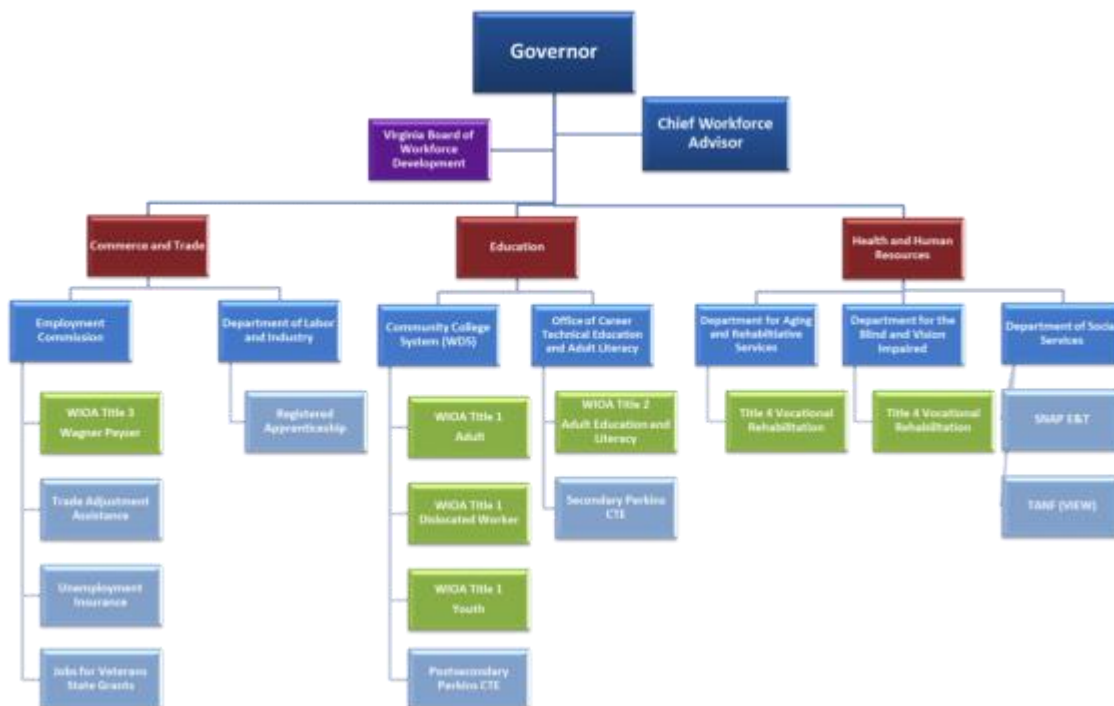 Governor
Virginia Board of
Workforce
Development
Chief Workforce
Advisor
Commerce and Trade
Education
Health and Human
Resources
Employment
Commission
Department of Labor
and Industry
Community College
System (WDS)
Office of Career
Technical Education
and Adult Literacy
Department for Aging
and Rehabilitative
Services
Department for the
Blind and Vision
Impaired
Department of Social
Services
WIOA Title 3
Wagner Peyser
Registered
Apprenticeship
WIOA Title 1
Adult
WIOA Title 2
Adult Education and
Literacy
Title 4 Vocational
Rehabilitation
Title 4 Vocational
Rehabilitation
SNAP E&T
Trade Adjustment
Assistance
WIOA Title 1
Dislocated Worker
Secondary Perkins
CTE
TANF (VIEW)
Unemployment
Insurance
WIOA Title 1
Youth
Jobs for Veterans
State Grants
Postsecondary
Perkins CTE